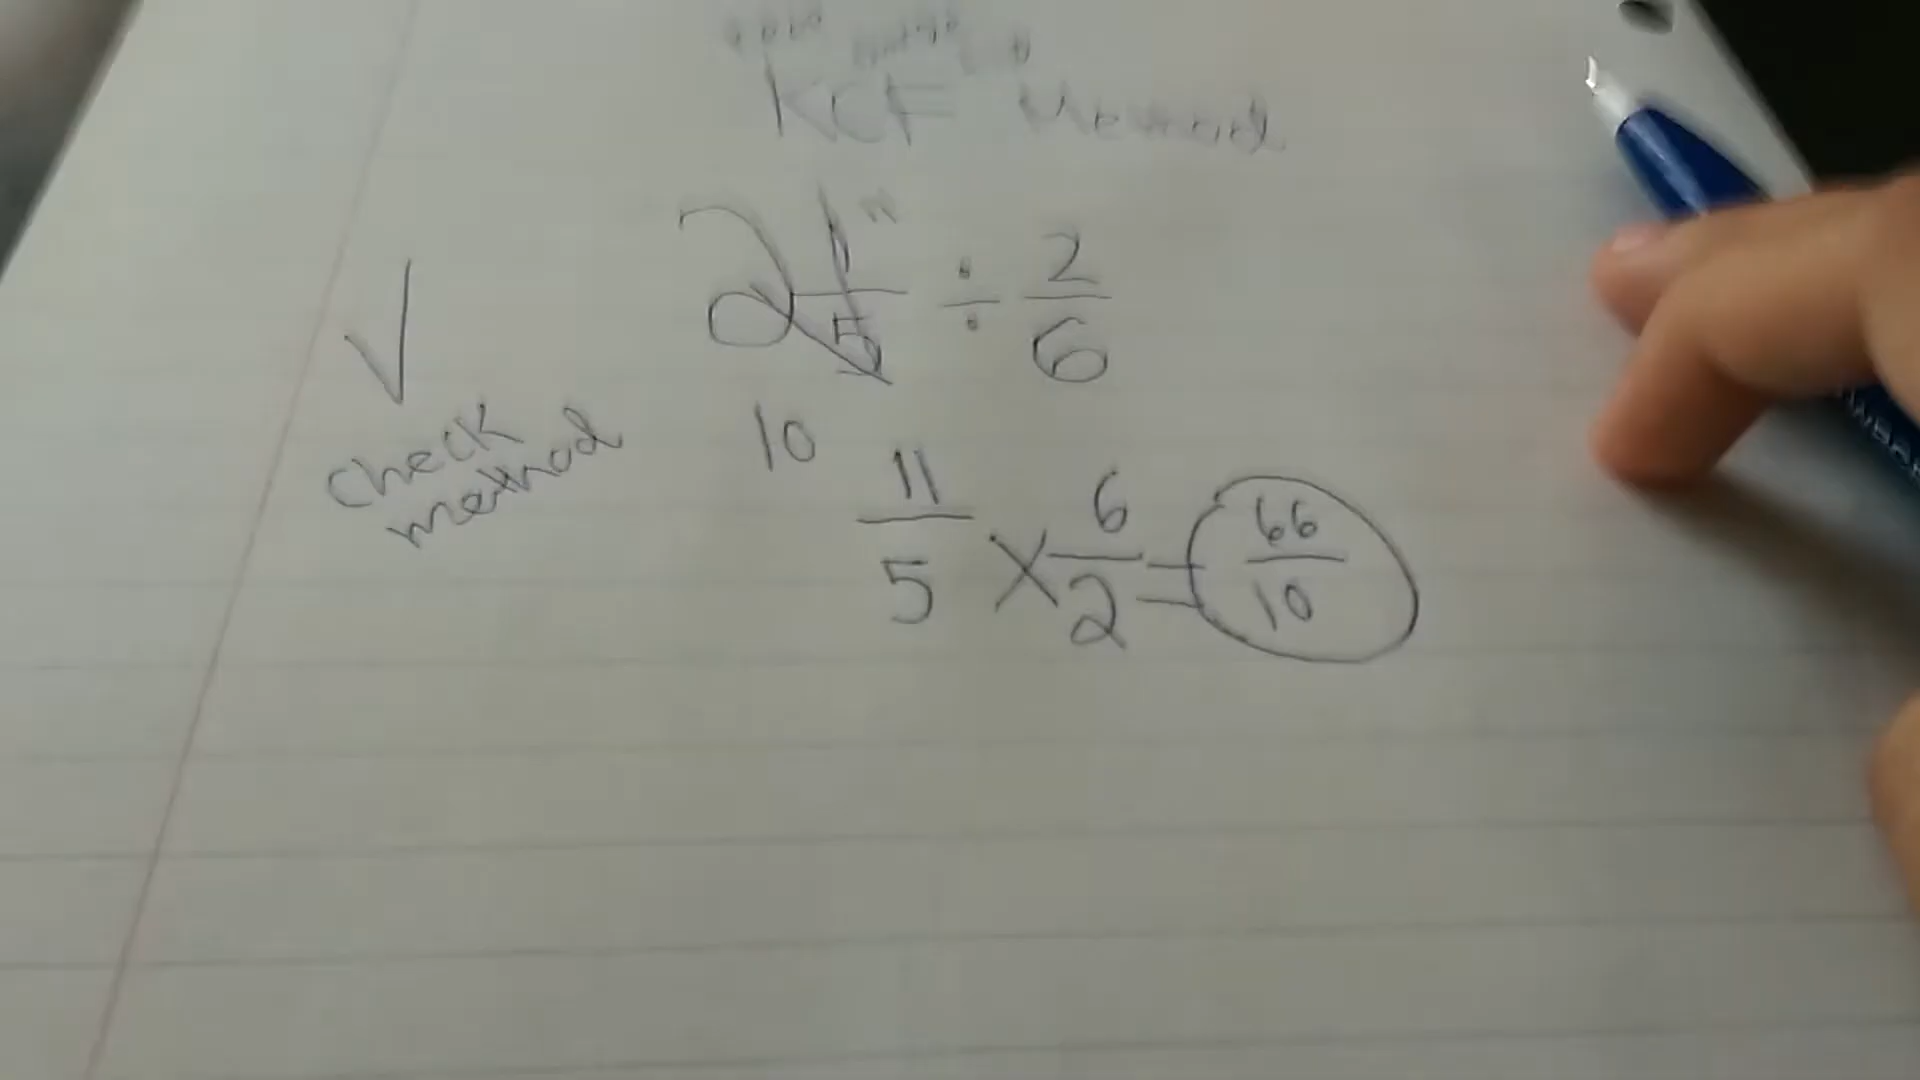 KCF Method
2 1/5 ÷ 2/6
10
11/5 × 6/2 = 66/10
check
method